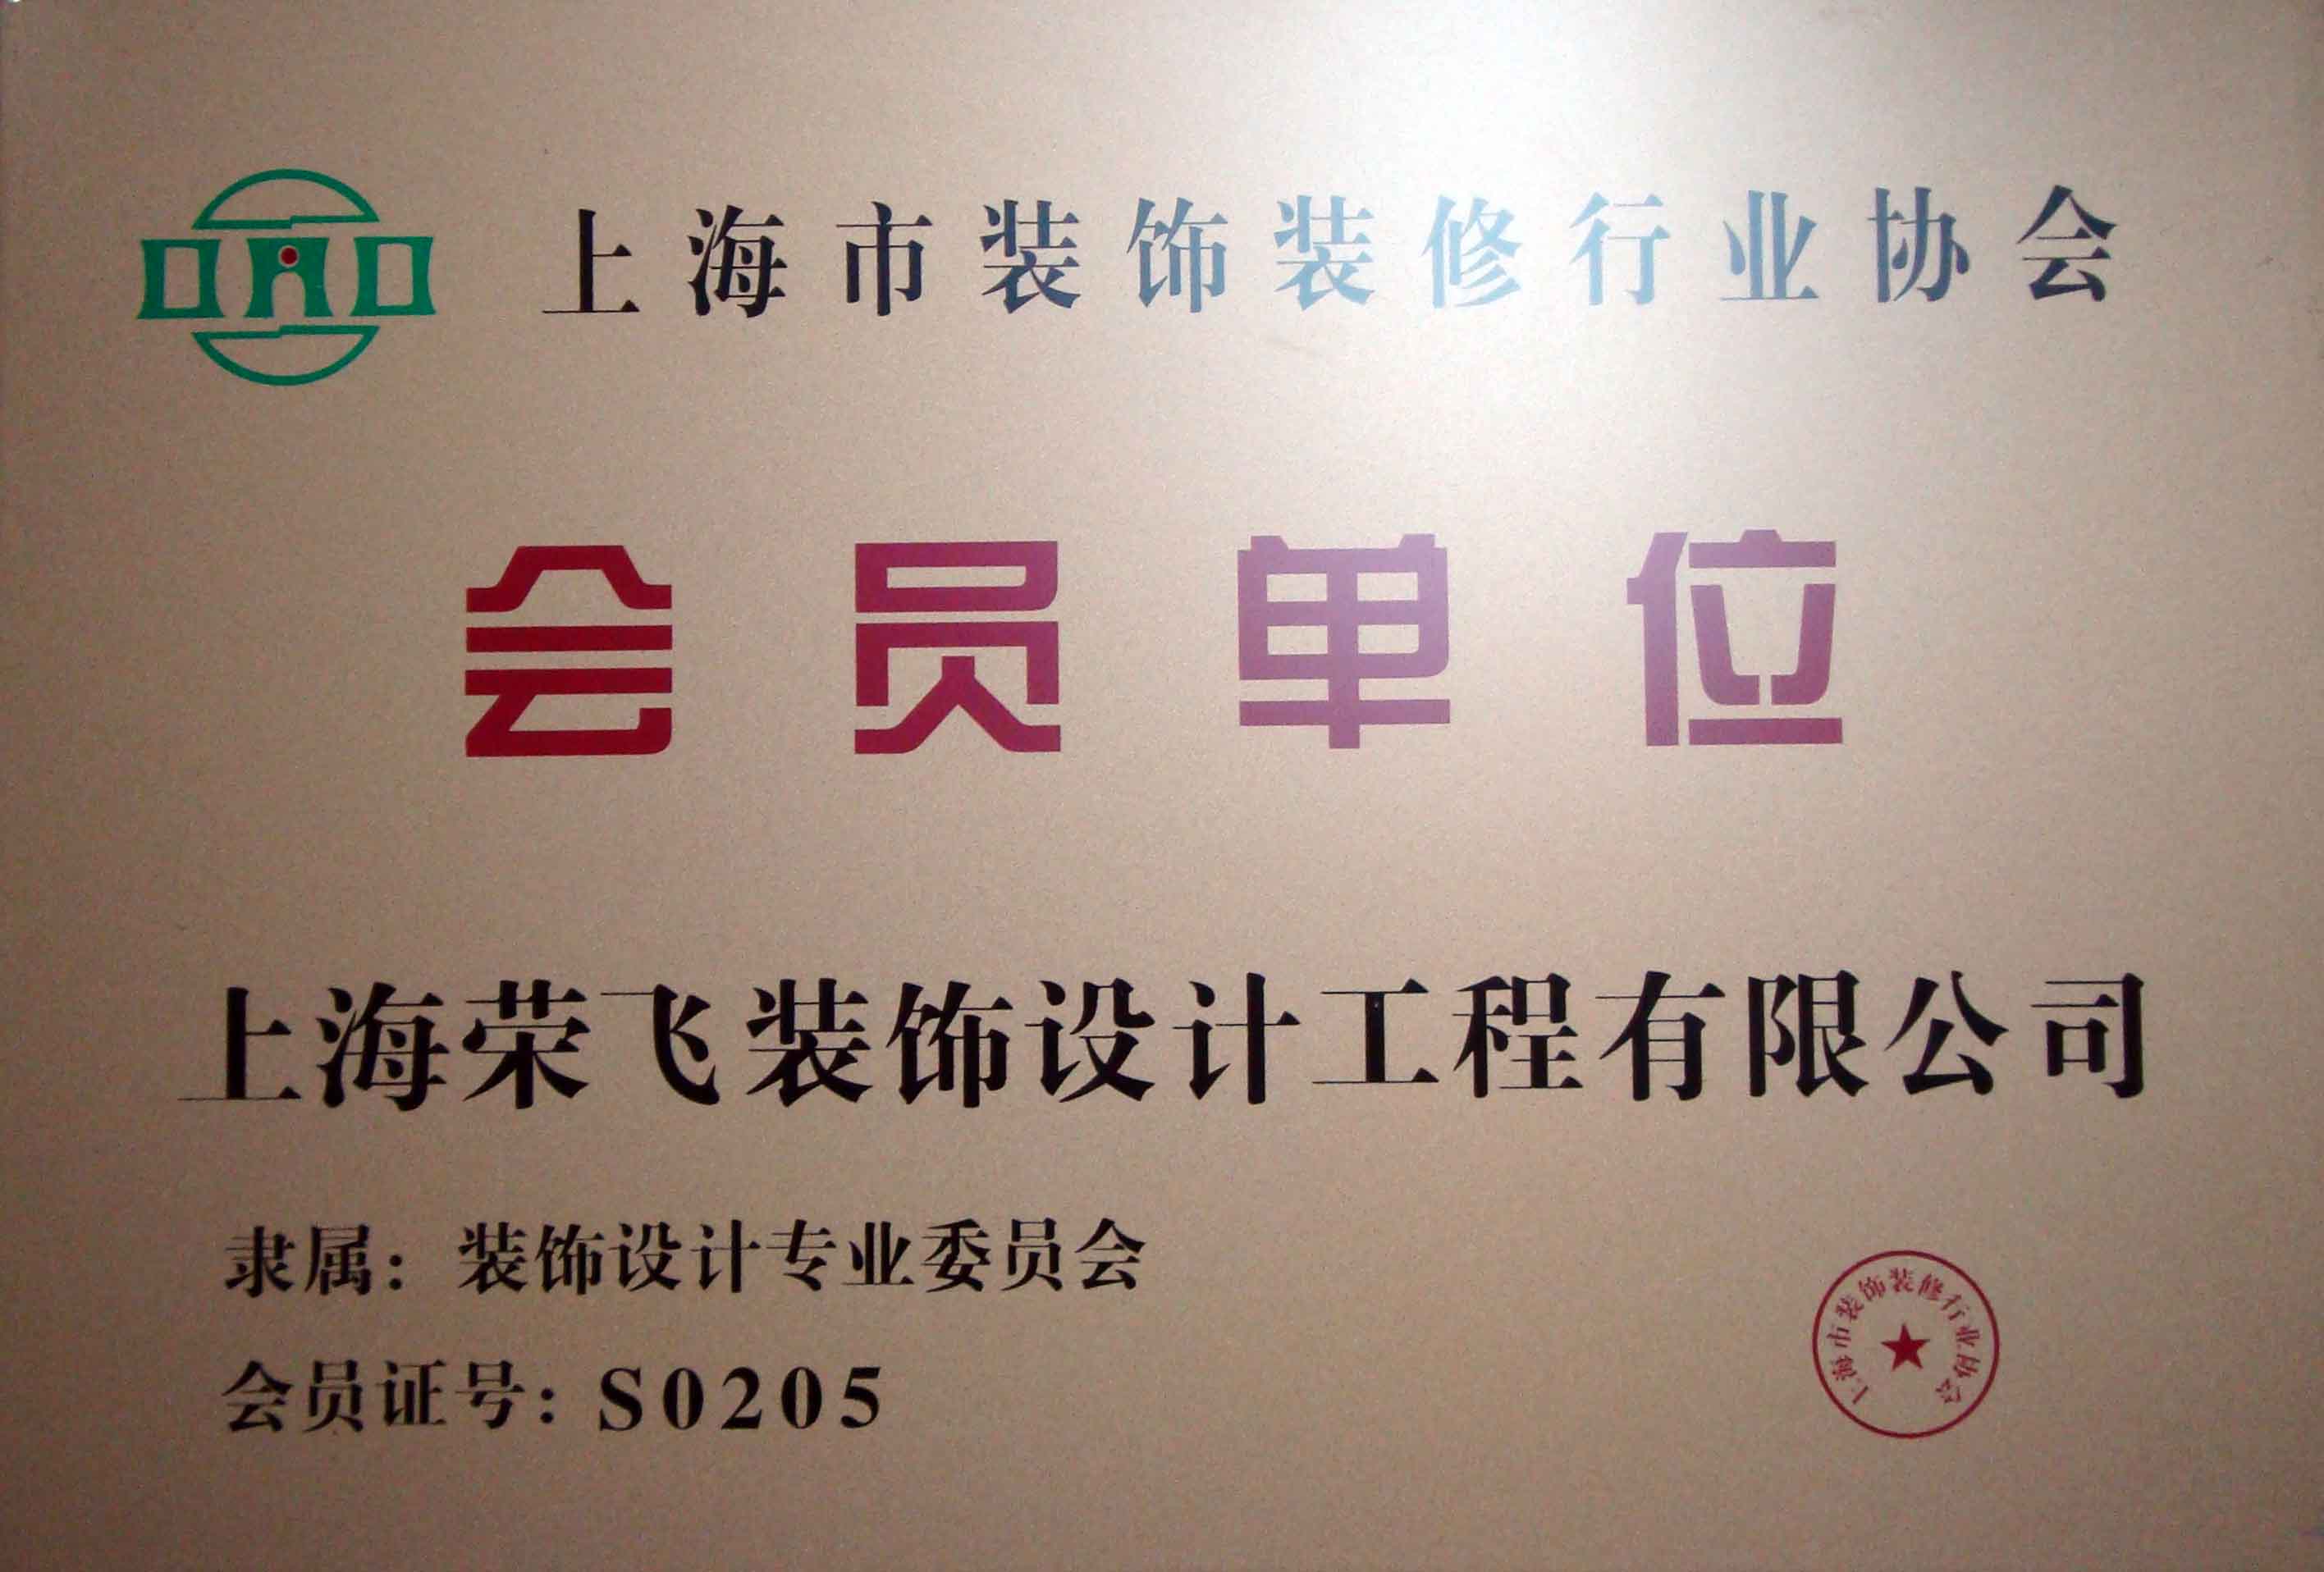 上海市装饰装修行业协会
会员单位
上海荣飞装饰设计工程有限公司
隶属：装饰设计专业委员会
会员证号：S0205
上海市装饰装修行业协会